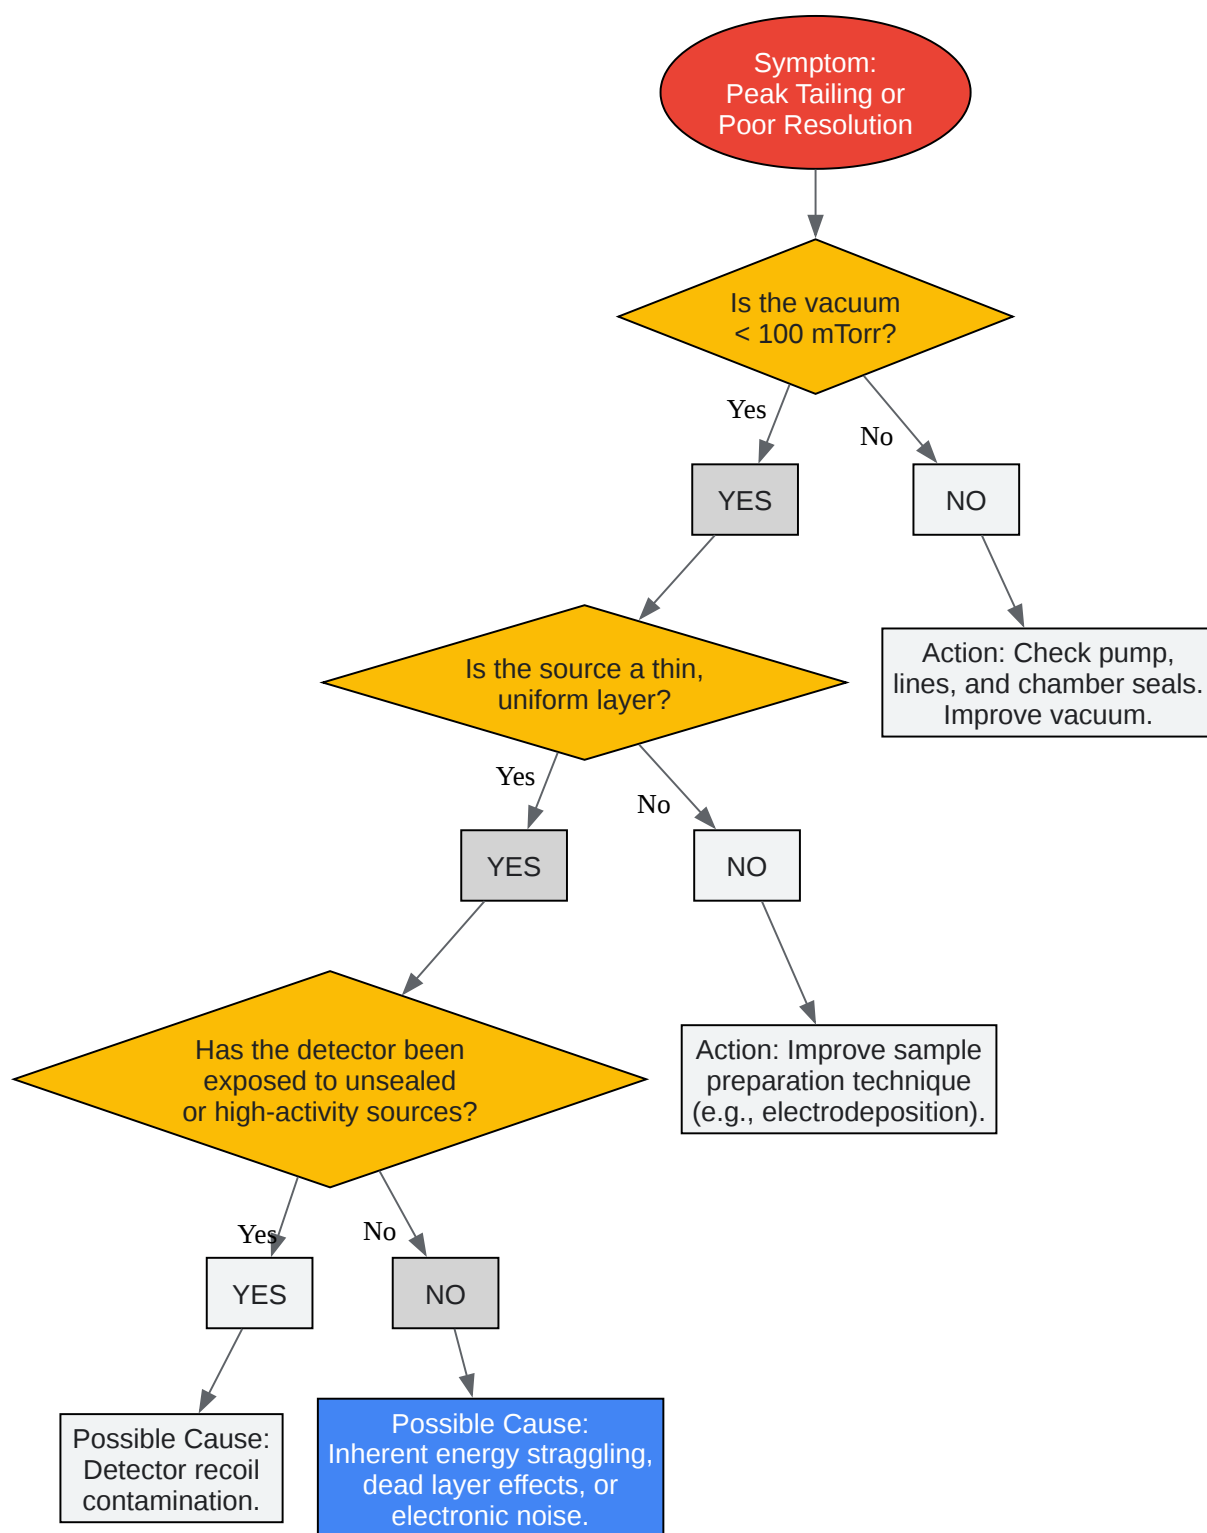 Symptom:
Peak Tailing or
Poor Resolution
Is the vacuum
< 100 mTorr?
Yes
No
YES
NO
Action: Check pump,
lines, and chamber seals.
Improve vacuum.
Is the source a thin,
uniform layer?
Yes
No
YES
NO
Action: Improve sample
preparation technique
(e.g., electrodeposition).
Has the detector been
exposed to unsealed
or high-activity sources?
Yes
No
YES
NO
Possible Cause:
Detector recoil
contamination.
Possible Cause:
Inherent energy straggling,
dead layer effects, or
electronic noise.